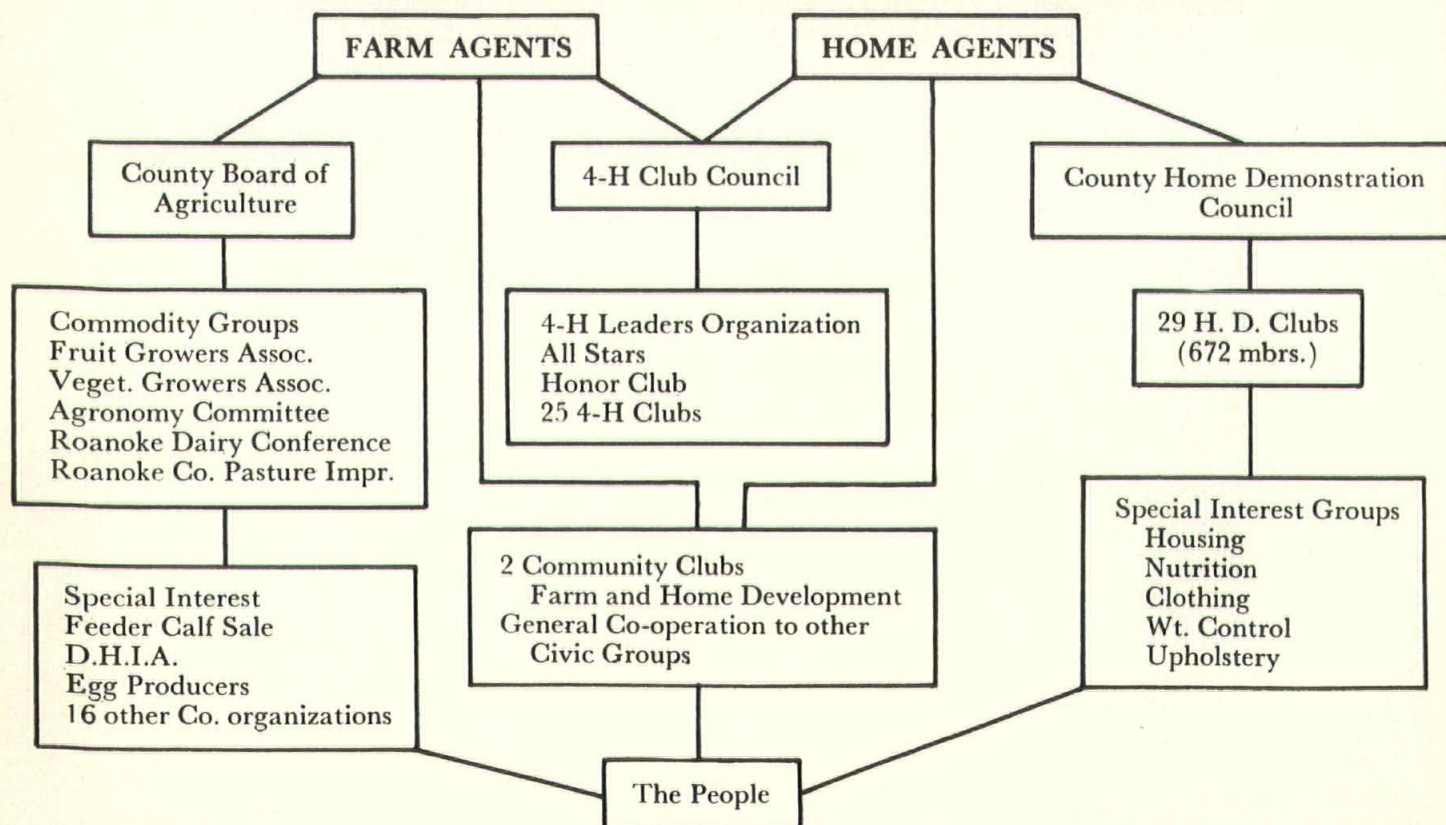 FARM AGENTS
HOME AGENTS
County Board of
Agriculture
4-H Club Council
County Home Demonstration
Council
Commodity Groups
Fruit Growers Assoc.
Veget. Growers Assoc.
Agronomy Committee
Roanoke Dairy Conference
Roanoke Co. Pasture Impr.
4-H Leaders Organization
All Stars
Honor Club
25 4-H Clubs
29 H. D. Clubs
(672 mbrs.)
Special Interest
Feeder Calf Sale
D.H.I.A.
Egg Producers
16 other Co. organizations
2 Community Clubs
Farm and Home Development
General Co-operation to other
Civic Groups
Special Interest Groups
Housing
Nutrition
Clothing
Wt. Control
Upholstery
The People